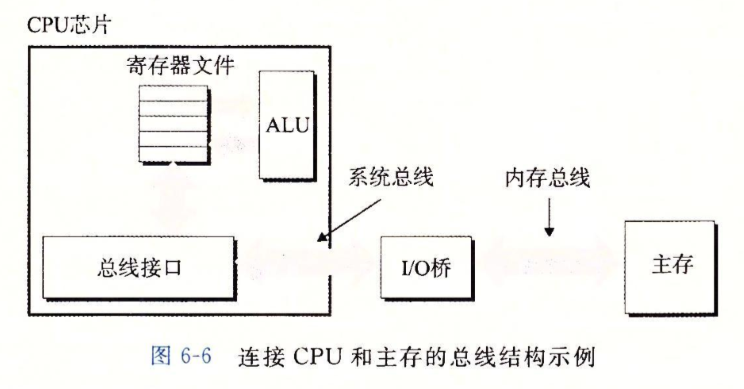 CPU芯片
寄存器文件
ALU
系统总线
内存总线
总线接口
I/O桥
主存
图 6-6 连接 CPU 和主存的总线结构示例